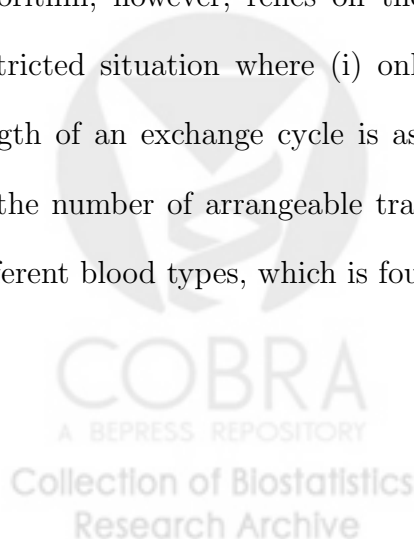 orithm, however, relies on the
tricted situation where (i) onl
gth of an exchange cycle is as
the number of arrangeable tra
ferent blood types, which is fou
COBRA
A BEPRESS REPOSITORY
Collection of Biostatistics
Research Archive